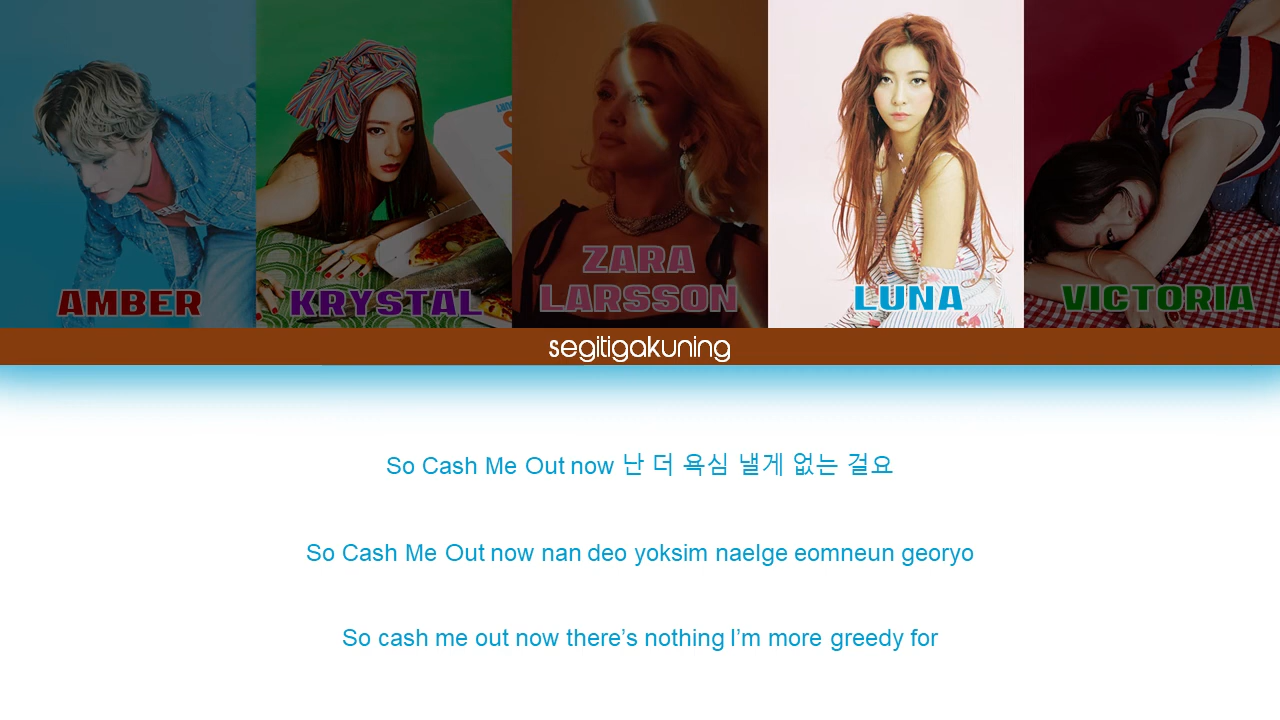 AMBER
KRYSTAL
ZARA
LARSSON
LUNA
VICTORIA
segitigakuning
So Cash Me Out now 난 더 욕심 낼게 없는 걸요
So Cash Me Out now nan deo yoksim naelge eomneun georyo
So cash me out now there’s nothing I’m more greedy for